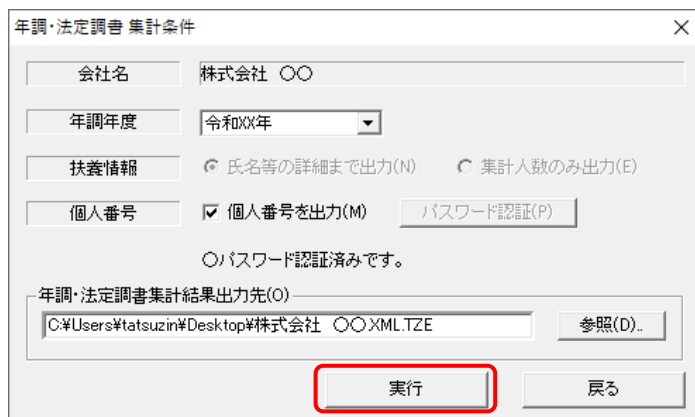 年調・法定調書 集計条件
会社名 株式会社 ○○
年調年度 令和XX年
扶養情報 氏名等の詳細まで出力(N) 集計人数のみ出力(E)
個人番号 個人番号を出力(M) パスワード認証(P)
○パスワード認証済みです。
年調・法定調書集計結果出力先(O)
C:¥Users¥tatsuzin¥Desktop¥株式会社 ○○.XML.TZE 参照(D)..
実行 戻る